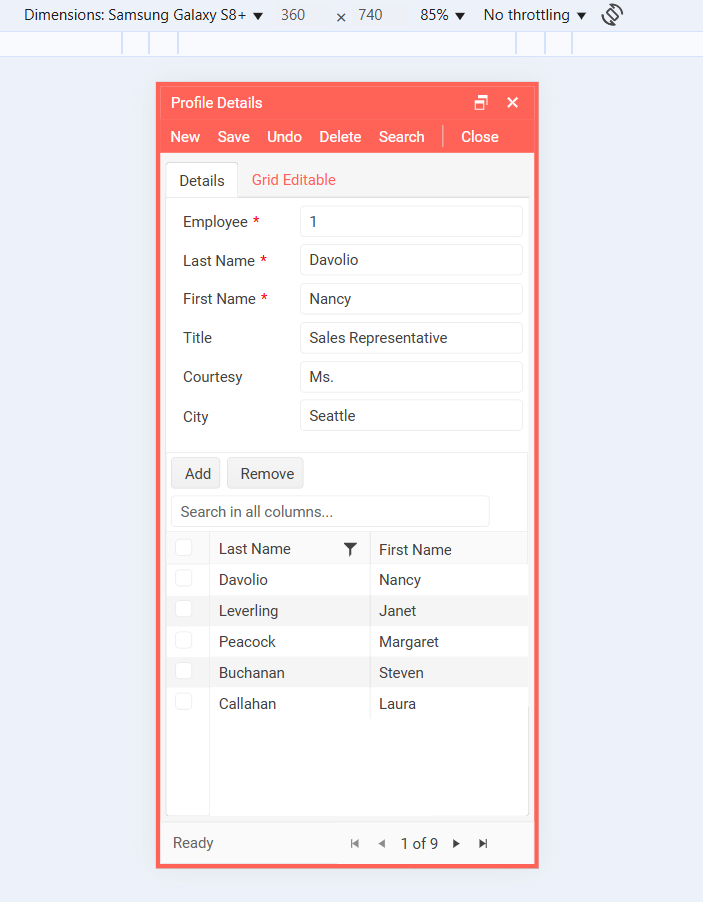 Dimensions: Samsung Galaxy S8+ ▼ 360 × 740 85% ▼ No throttling ▼
Profile Details
New Save Undo Delete Search Close
Details Grid Editable
Employee * 1
Last Name * Davolio
First Name * Nancy
Title Sales Representative
Courtesy Ms.
City Seattle
Add Remove
Search in all columns...
Last Name First Name
Davolio Nancy
Leverling Janet
Peacock Margaret
Buchanan Steven
Callahan Laura
Ready 1 of 9